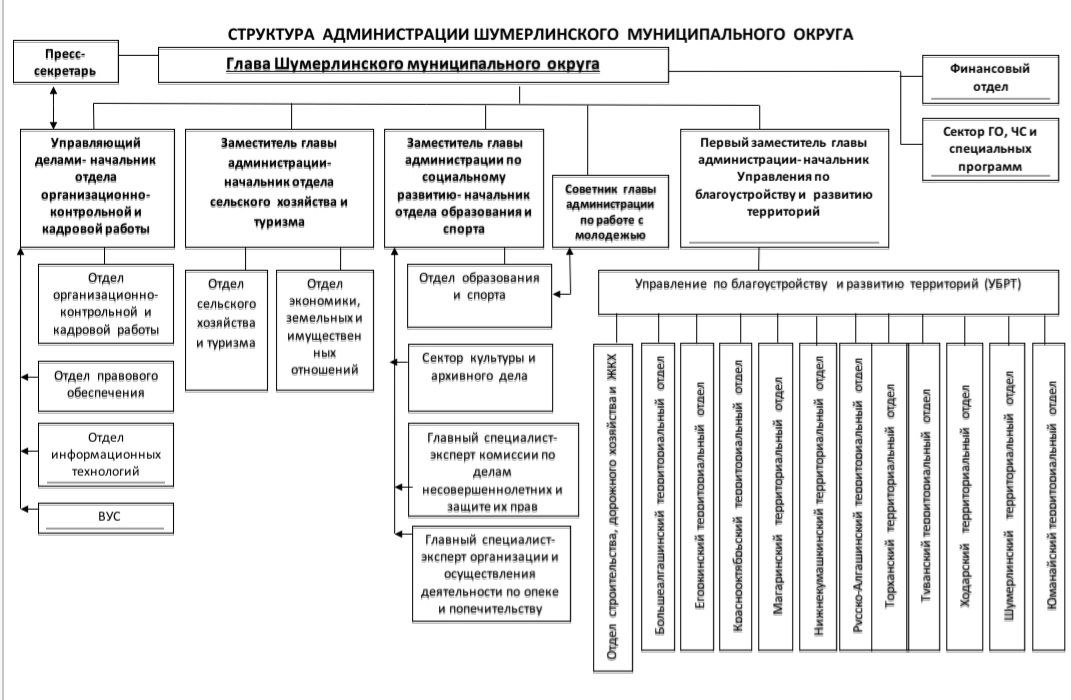 СТРУКТУРА АДМИНИСТРАЦИИ ШУМЕРЛИНСКОГО МУНИЦИПАЛЬНОГО ОКРУГА
Пресс-
секретарь
Глава Шумерлинского муниципального округа
Финансовый
отдел
Сектор ГО, ЧС и
специальных
программ
Управляющий
делами- начальник
отдела
организационно-
контрольной и
кадровой работы
Заместитель главы
администрации-
начальник отдела
сельского хозяйства и
туризма
Заместитель главы
администрации по
социальному
развитию- начальник
отдела образования и
спорта
Советник главы
администрации
по работе с
молодежью
Первый заместитель главы
администрации- начальник
Управления по
благоустройству и развитию
территорий
Отдел
организационно-
контрольной и
кадровой работы
Отдел правового
обеспечения
Отдел
информационных
технологий
ВУС
Отдел
сельского
хозяйства
и туризма
Отдел
экономики,
земельных и
имуществен
ных
отношений
Отдел образования
и спорта
Сектор культуры и
архивного дела
Главный специалист-
эксперт комиссии по
делам
несовершеннолетних и
защите их прав
Главный специалист-
эксперт организации и
осуществления
деятельности по опеке
и попечительству
Управление по благоустройству и развитию территорий (УБРТ)
Отдел строительства, дорожного хозяйства и ЖКХ
Большеалгашинский территориальный отдел
Егоркинский территориальный отдел
Краснооктябрьский территориальный отдел
Магаринский территориальный отдел
Нижнекумашкинский территориальный отдел
Русско-Алгашинский территориальный отдел
Торханский территориальный отдел
Туванский территориальный отдел
Ходарский территориальный отдел
Шумерлинский территориальный отдел
Юманайский территориальный отдел